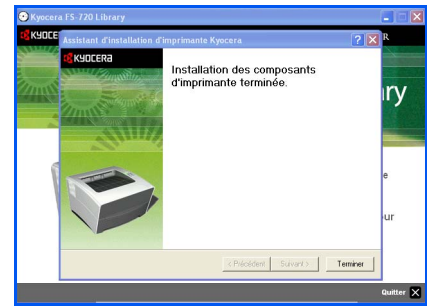 Kyocera FS-720 Library
KYOCE
R
Assistant d'installation d'imprimante Kyocera
KYOCERA
Installation des composants
d'imprimante terminée.
ry
e
ur
< Précédent
Suivant >
Terminer
Quitter